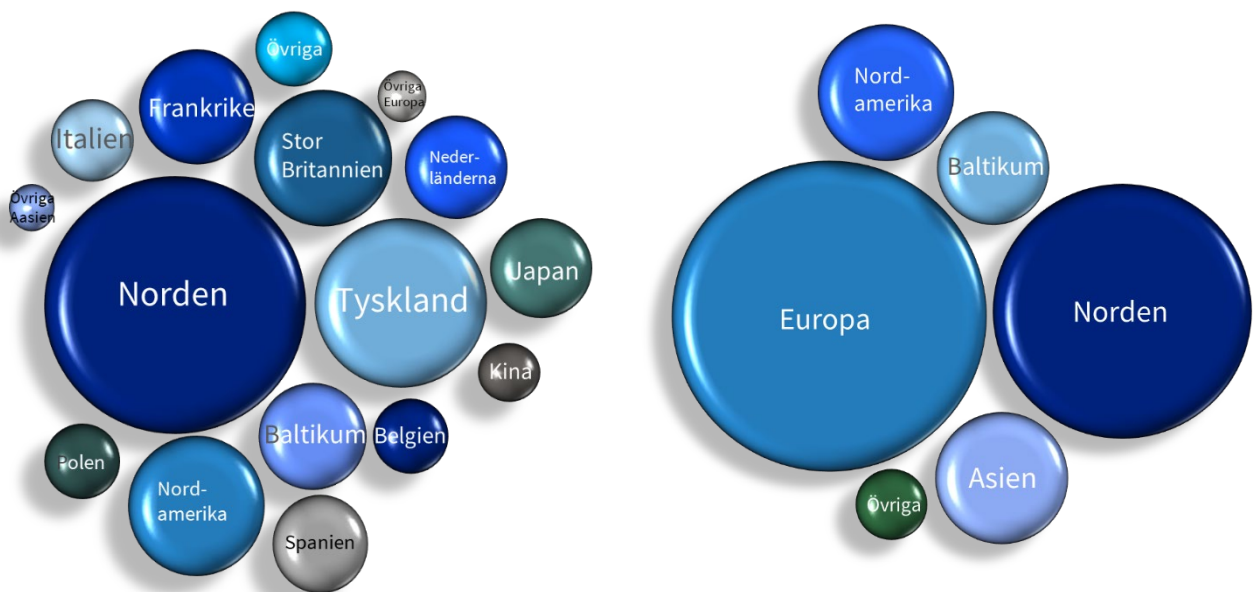 Övriga
Övriga
Europa
Frankrike
Italien
Stor
Britannien
Neder-
länderna
Övriga
Aasien
Norden
Tyskland
Japan
Kina
Baltikum
Belgien
Polen
Nord-
amerika
Spanien
Nord-
amerika
Baltikum
Europa
Norden
Asien
Övriga